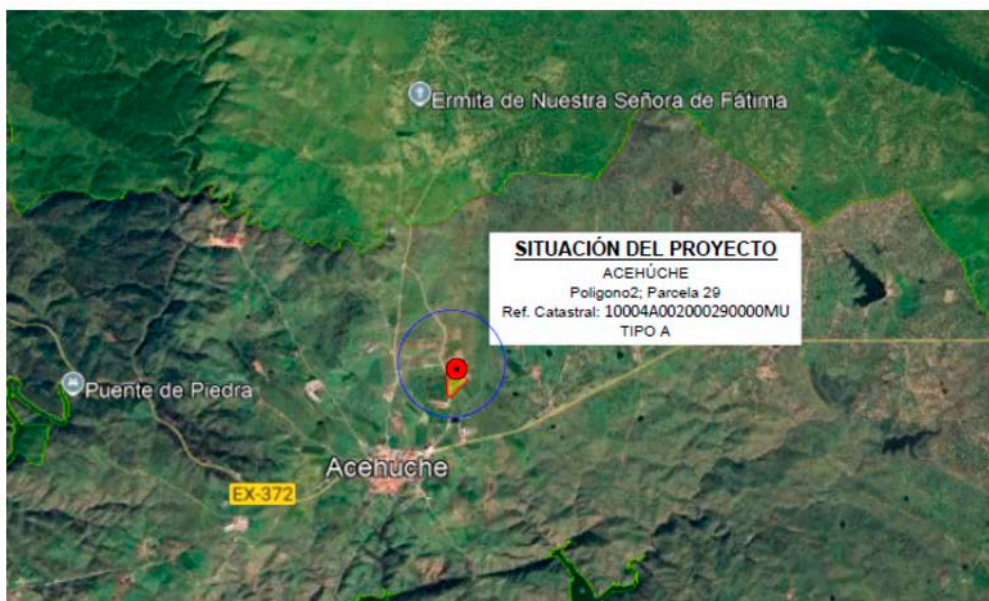 Ermita de Nuestra Señora de Fátima
SITUACIÓN DEL PROYECTO
ACEHÚCHE
Poligono2; Parcela 29
Ref. Catastral: 10004A002000290000MU
TIPO A
Puente de Piedra
Acehuche
EX-372